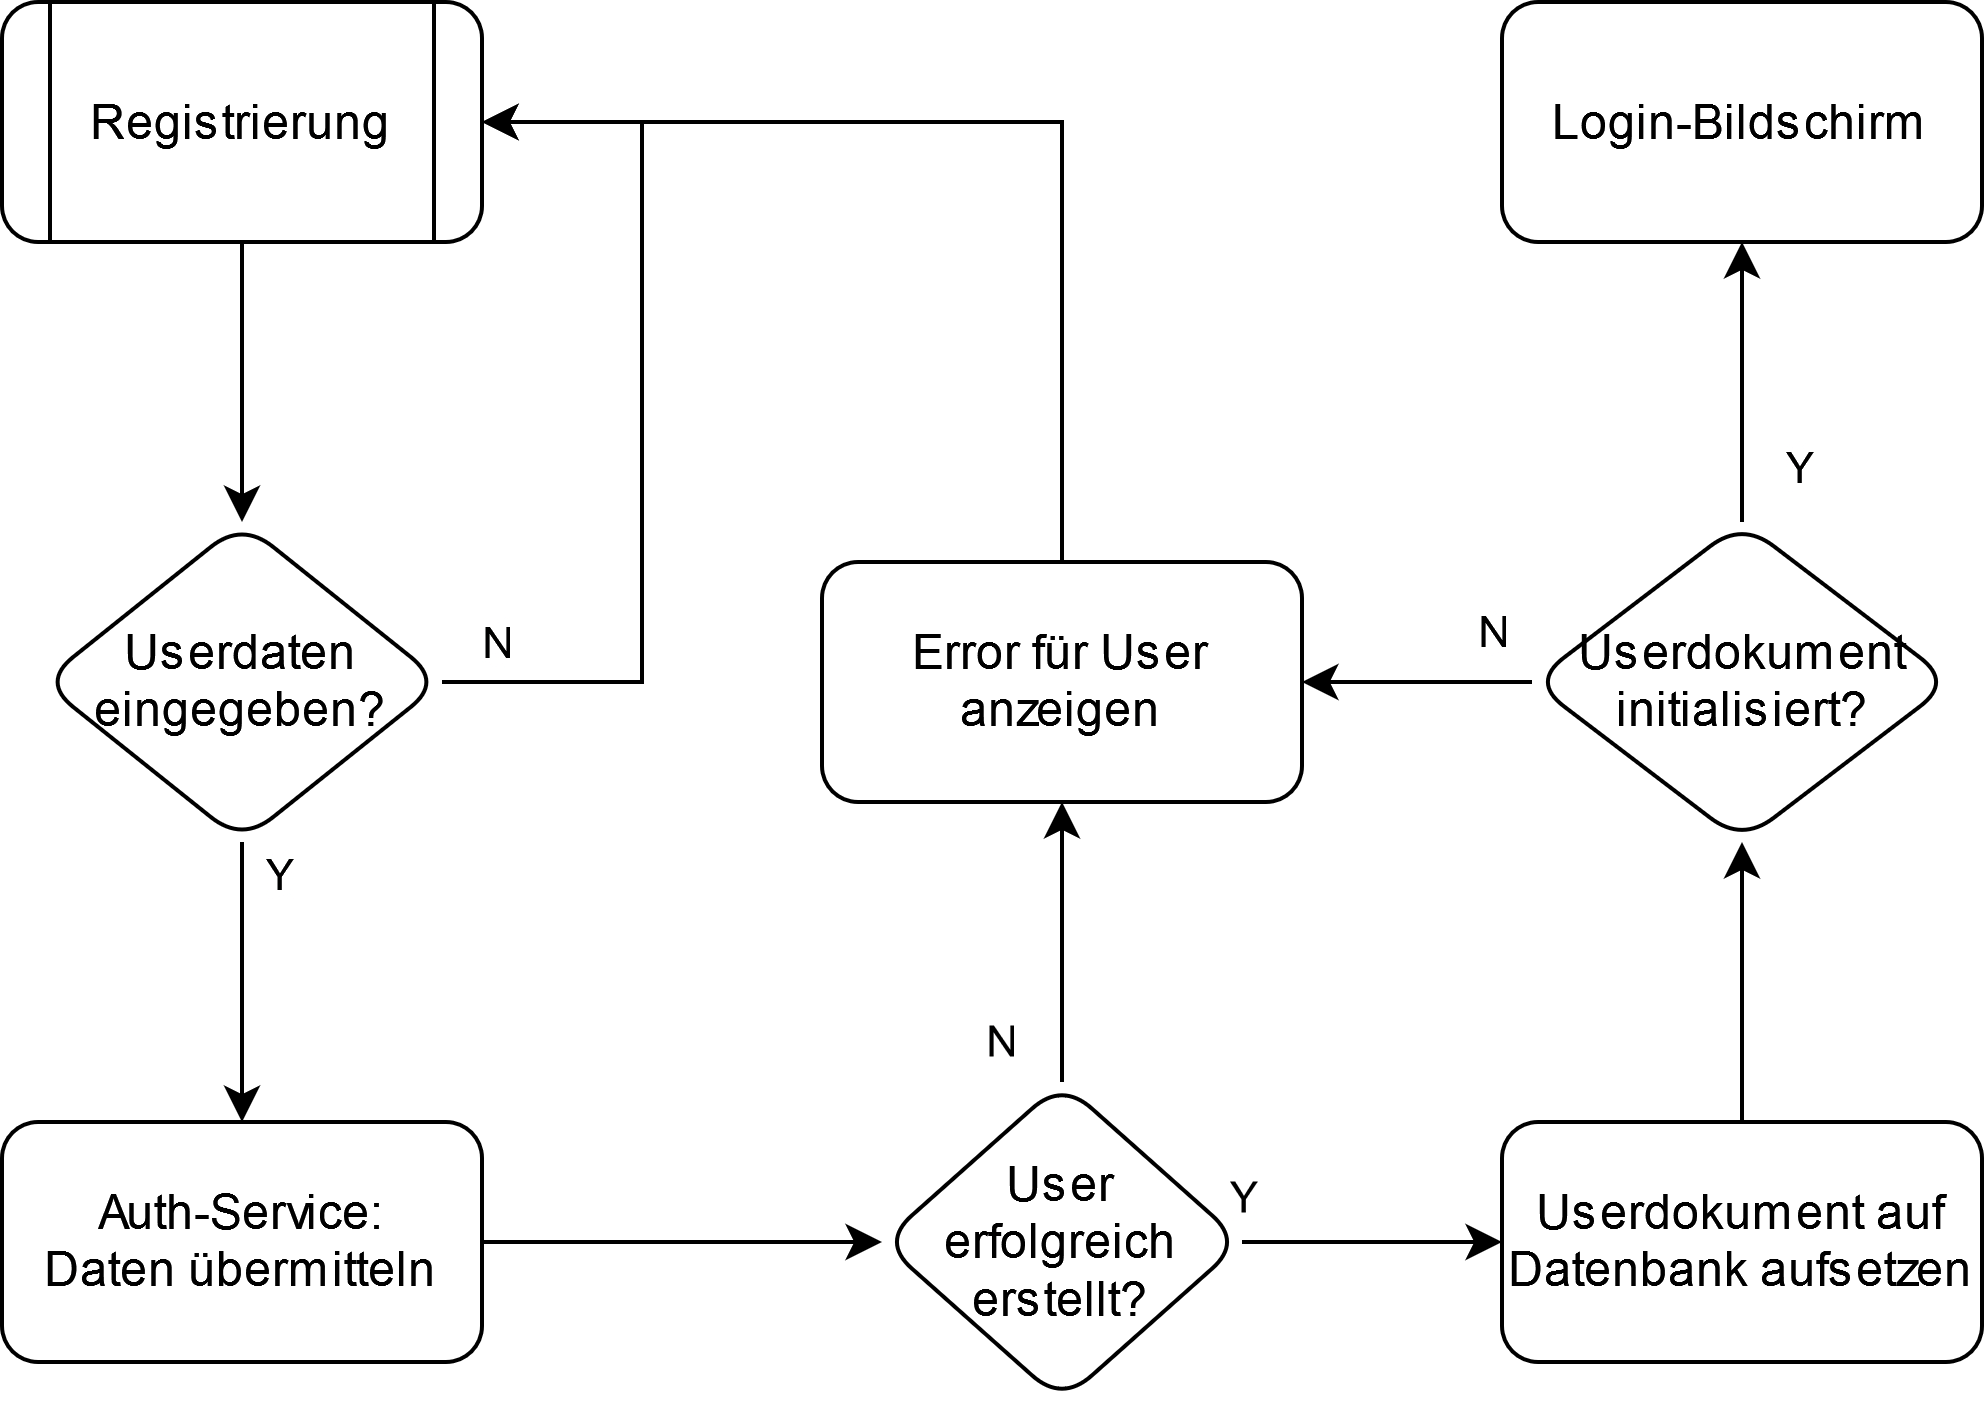 Registrierung
Login-Bildschirm
Y
N
Userdaten
eingegeben?
Error für User
anzeigen
N
Userdokument
initialisiert?
Y
N
Auth-Service:
Daten übermitteln
User
erfolgreich
erstellt?
Y
Userdokument auf
Datenbank aufsetzen